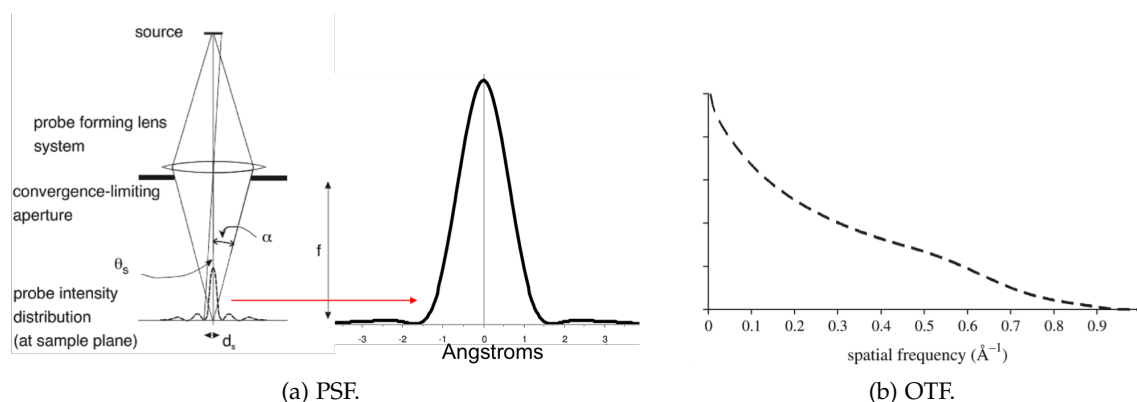 source
probe forming lens
system
convergence-limiting
aperture
α
f
θs
probe intensity
distribution
(at sample plane)
ds
-3 -2 -1 0 1 2 3
Angstroms
(a) PSF.
0 0.1 0.2 0.3 0.4 0.5 0.6 0.7 0.8 0.9
spatial frequency (Å⁻¹)
(b) OTF.